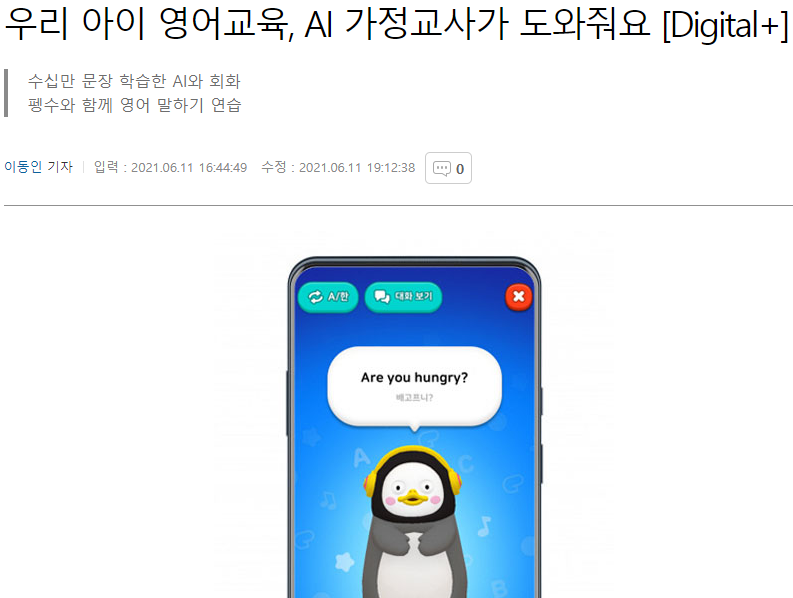 우리 아이 영어교육, AI 가정교사가 도와줘요 [Digital+]
수십만 문장 학습한 AI와 회화
펭수와 함께 영어 말하기 연습
이동인 기자 입력 : 2021.06.11 16:44:49 수정 : 2021.06.11 19:12:38 0
A/한 대화 보기
Are you hungry?
배고프니?
A
C
B